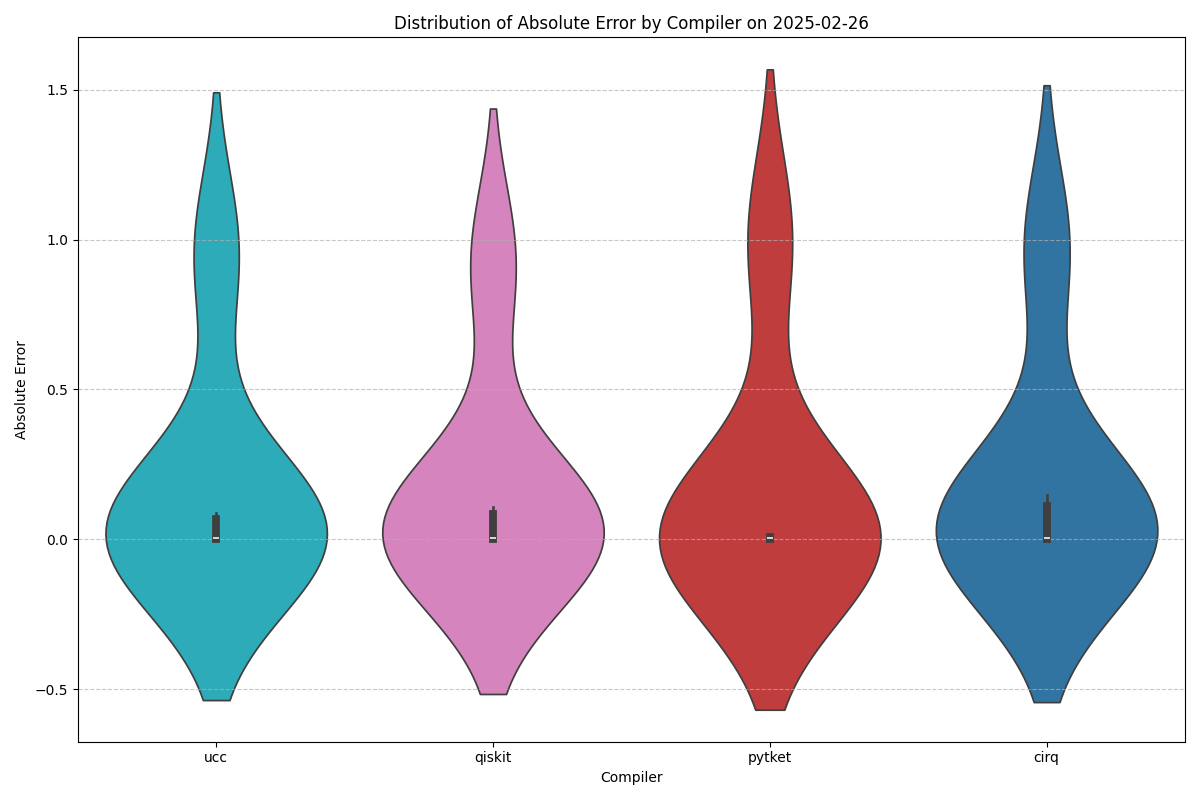 Distribution of Absolute Error by Compiler on 2025-02-26
1.5
1.0
0.5
0.0
−0.5
Absolute Error
ucc
qiskit
pytket
cirq
Compiler